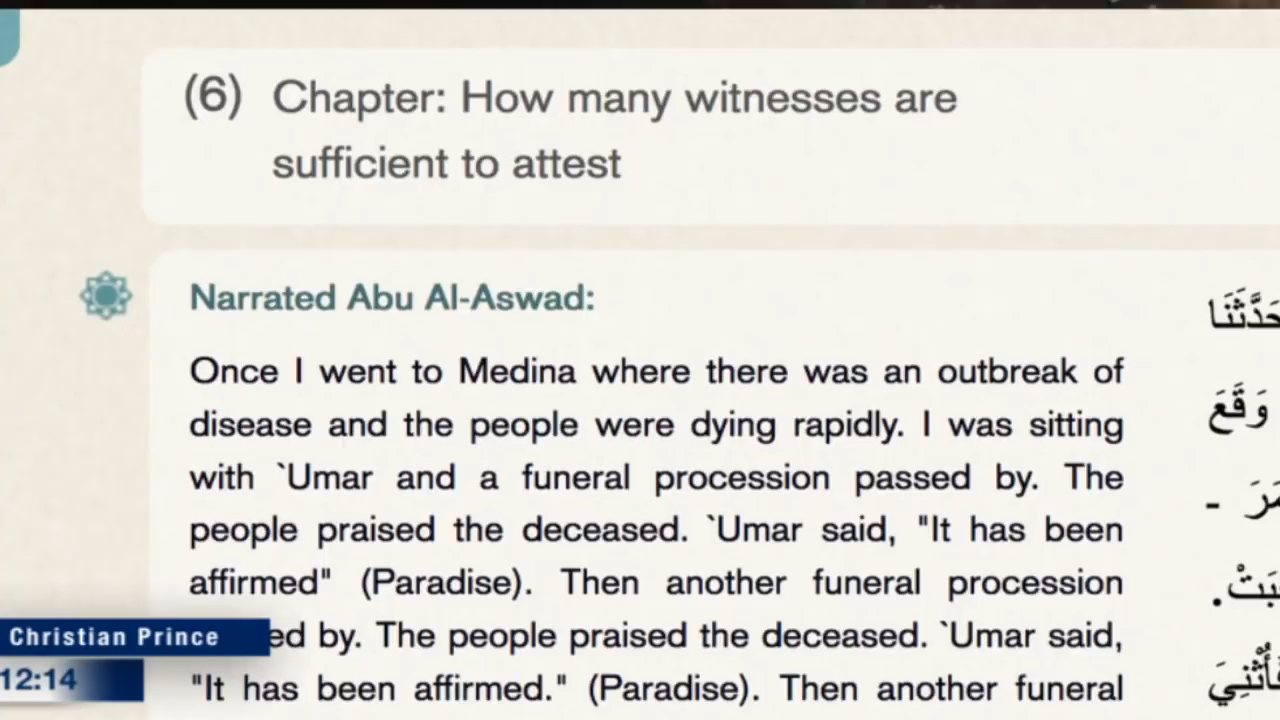 (6) Chapter: How many witnesses are
sufficient to attest
Narrated Abu Al-Aswad:
Once I went to Medina where there was an outbreak of
disease and the people were dying rapidly. I was sitting
with `Umar and a funeral procession passed by. The
people praised the deceased. `Umar said, "It has been
affirmed" (Paradise). Then another funeral procession
ed by. The people praised the deceased. `Umar said,
"It has been affirmed." (Paradise). Then another funeral
حَدَّثَنَا
وَقَعَ
Christian Prince
12:14